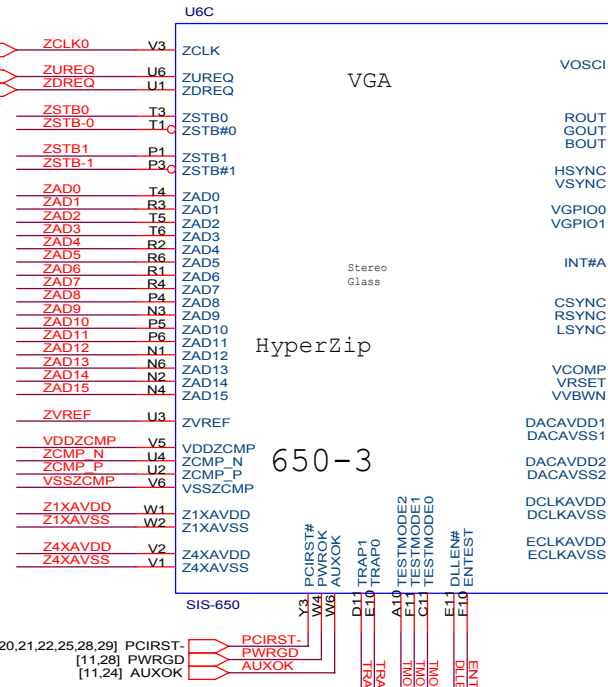 U6C
ZCLK0 V3 ZCLK
VOSCI
VGA
ZUREQ U6 ZUREQ
ZDREQ U1 ZDREQ
ZSTB0 T3 ZSTB0
ROUT
ZSTB-0 T1 ZSTB#0
GOUT
BOUT
ZSTB1 P1 ZSTB1
ZSTB-1 P3 ZSTB#1
HSYNC
VSYNC
ZAD0 T4 ZAD0
ZAD1 R3 ZAD1
VGPIO0
ZAD2 T5 ZAD2
VGPIO1
ZAD3 T6 ZAD3
ZAD4 R2 ZAD4
ZAD5 R6 ZAD5
INT#A
Stereo
Glass
ZAD6 R1 ZAD6
ZAD7 R4 ZAD7
ZAD8 P4 ZAD8
CSYNC
ZAD9 N3 ZAD9
RSYNC
ZAD10 P5 ZAD10
LSYNC
ZAD11 P6 ZAD11
HyperZip
ZAD12 N1 ZAD12
ZAD13 N6 ZAD13
VCOMP
ZAD14 N2 ZAD14
VRSET
ZAD15 N4 ZAD15
VVBWN
ZVREF U3 ZVREF
DACAVDD1
DACAVSS1
VDDZCMP V5 VDDZCMP
ZCMP_N U4 ZCMP_N
650-3
DACAVDD2
ZCMP_P U2 ZCMP_P
DACAVSS2
VSSZCMP V6 VSSZCMP
DCLKAVDD
DCLKAVSS
Z1XAVDD W1 Z1XAVDD
Z1XAVSS W2 Z1XAVSS
ECLKAVDD
ECLKAVSS
Z4XAVDD V2 Z4XAVDD
Z4XAVSS V1 Z4XAVSS
PCIRST#
PWROK
AUXOK
TRAP1
TRAP0
TESTMODE2
TESTMODE1
TESTMODE0
DLLEN#
ENTEST
SIS-650
Y3
W4
W6
D11
E10
A10
F11
C11
E11
F10
20,21,22,25,28,29] PCIRST- PCIRST-
[11,28] PWRGD PWRGD
[11,24] AUXOK AUXOK